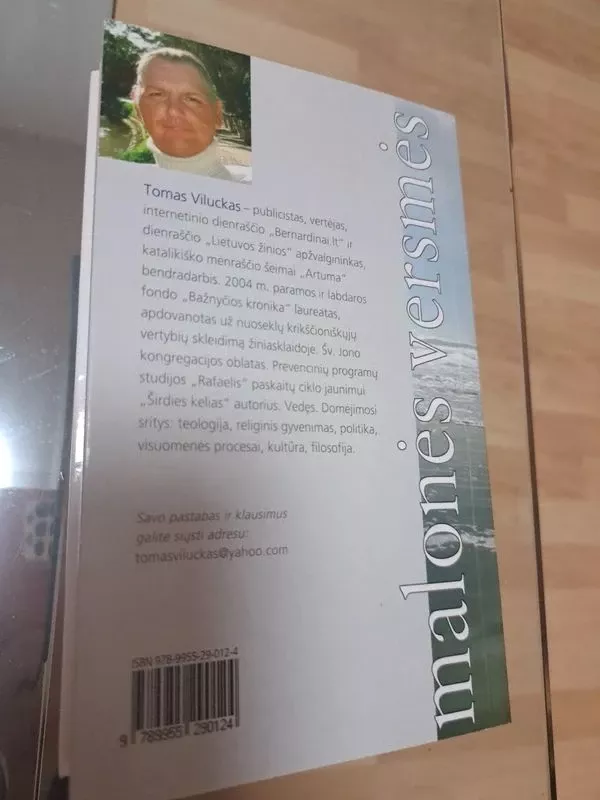 Tomas Viluckas – publicistas, vertėjas,
internetinio dienraščio „Bernardinai.lt" ir
dienraščio „Lietuvos žinios" apžvalgininkas,
katalikiško mėnraščio šeimai „Artuma"
bendradarbis. 2004 m. paramos ir labdaros
fondo „Bažnyčios kronika" laureatas,
apdovanotas už nuoseklų krikščioniškųjų
vertybių skleidimą žiniasklaidoje. Šv. Jono
kongregacijos oblatas. Prevencinių programų
studijos „Rafaelis" paskaitų ciklo jaunimui
„Širdies kelias" autorius. Vedęs. Domėjimosi
sritys: teologija, religinis gyvenimas, politika,
visuomenės procesai, kultūra, filosofija.
Savo pastabas ir klausimus
galite siųsti adresu:
tomasviluckas@yahoo.com
ISBN 978-9955-29-012-4
9 789955 290124
malonės versmės